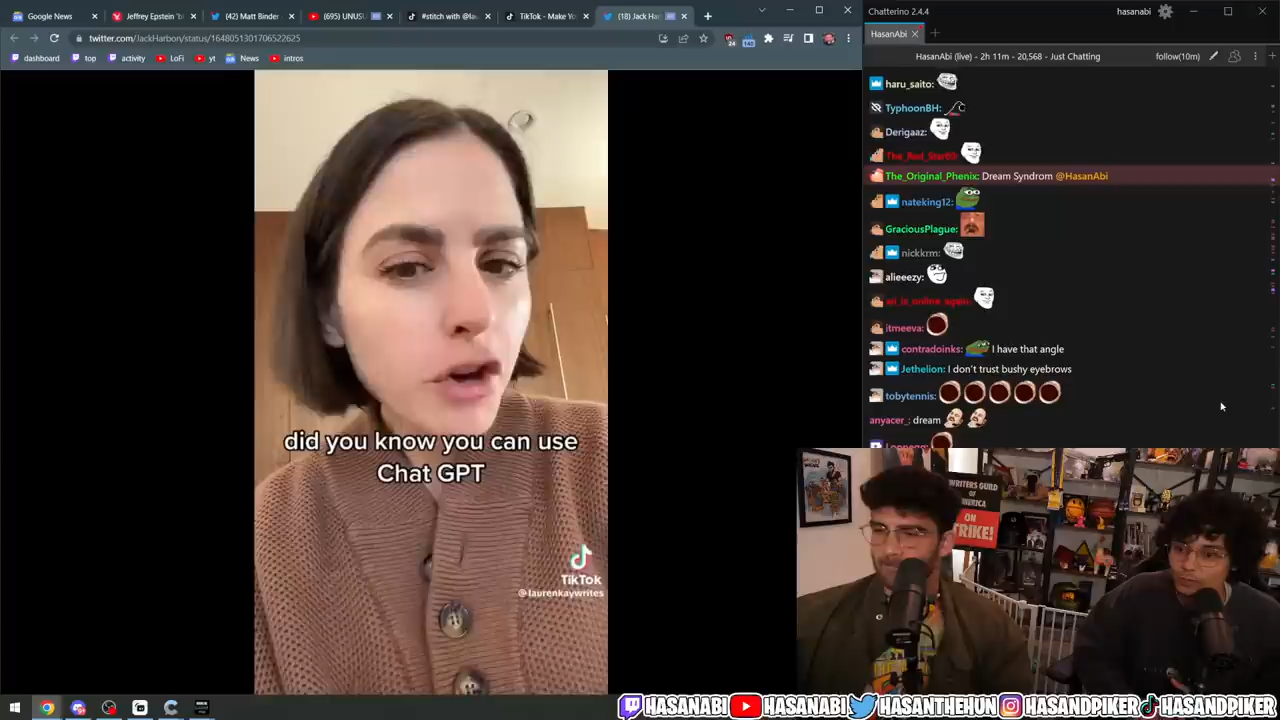 Google News
Jeffrey Epstein 'b
(42) Matt Binder
(695) UNUS
#stitch with @la
TikTok - Make Yo
(18) Jack Ha
twitter.com/JackHarbon/status/1648051301706522625
dashboard
top
activity
LoFi
yt
News
intros
did you know you can use
Chat GPT
TikTok
@laurenkaywrites
Chatterino 2.4.4
hasanabi
HasanAbi
HasanAbi (live) - 2h 11m - 20,568 - Just Chatting
follow(10m)
haru_saito:
TyphoonBH:
Derigaaz:
The_Original_Phenix: Dream Syndrom @HasanAbi
nateking12:
GraciousPlague:
nickkrm:
alieeezy:
itmeeva:
contradoinks: I have that angle
Jethelion: I don't trust bushy eyebrows
tobytennis:
anyacer_: dream
WRITERS GUILD
OF
AMERICA
ON
STRIKE!
HASANABI
HASANABI
HASANTHEHUN
HASANDPIKER
HASANDPIKER